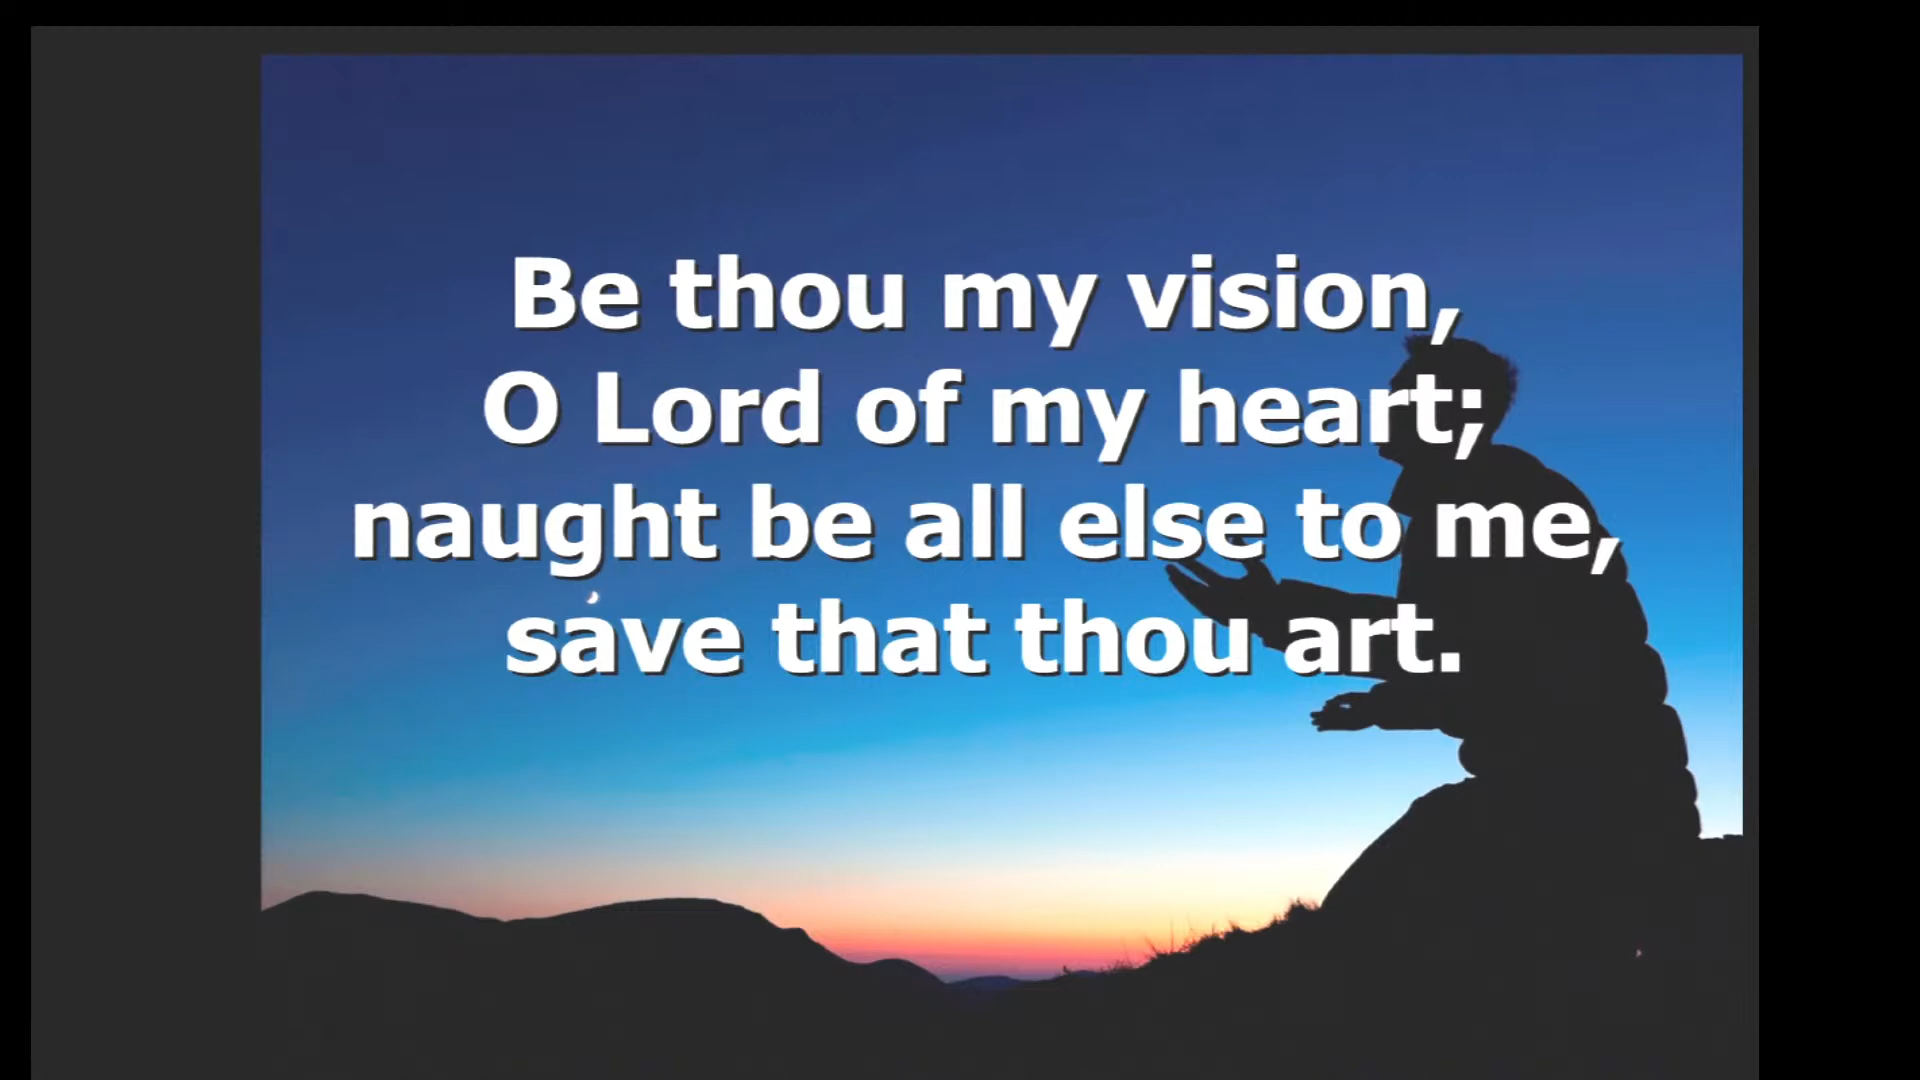 Be thou my vision,
O Lord of my heart;
naught be all else to me,
save that thou art.